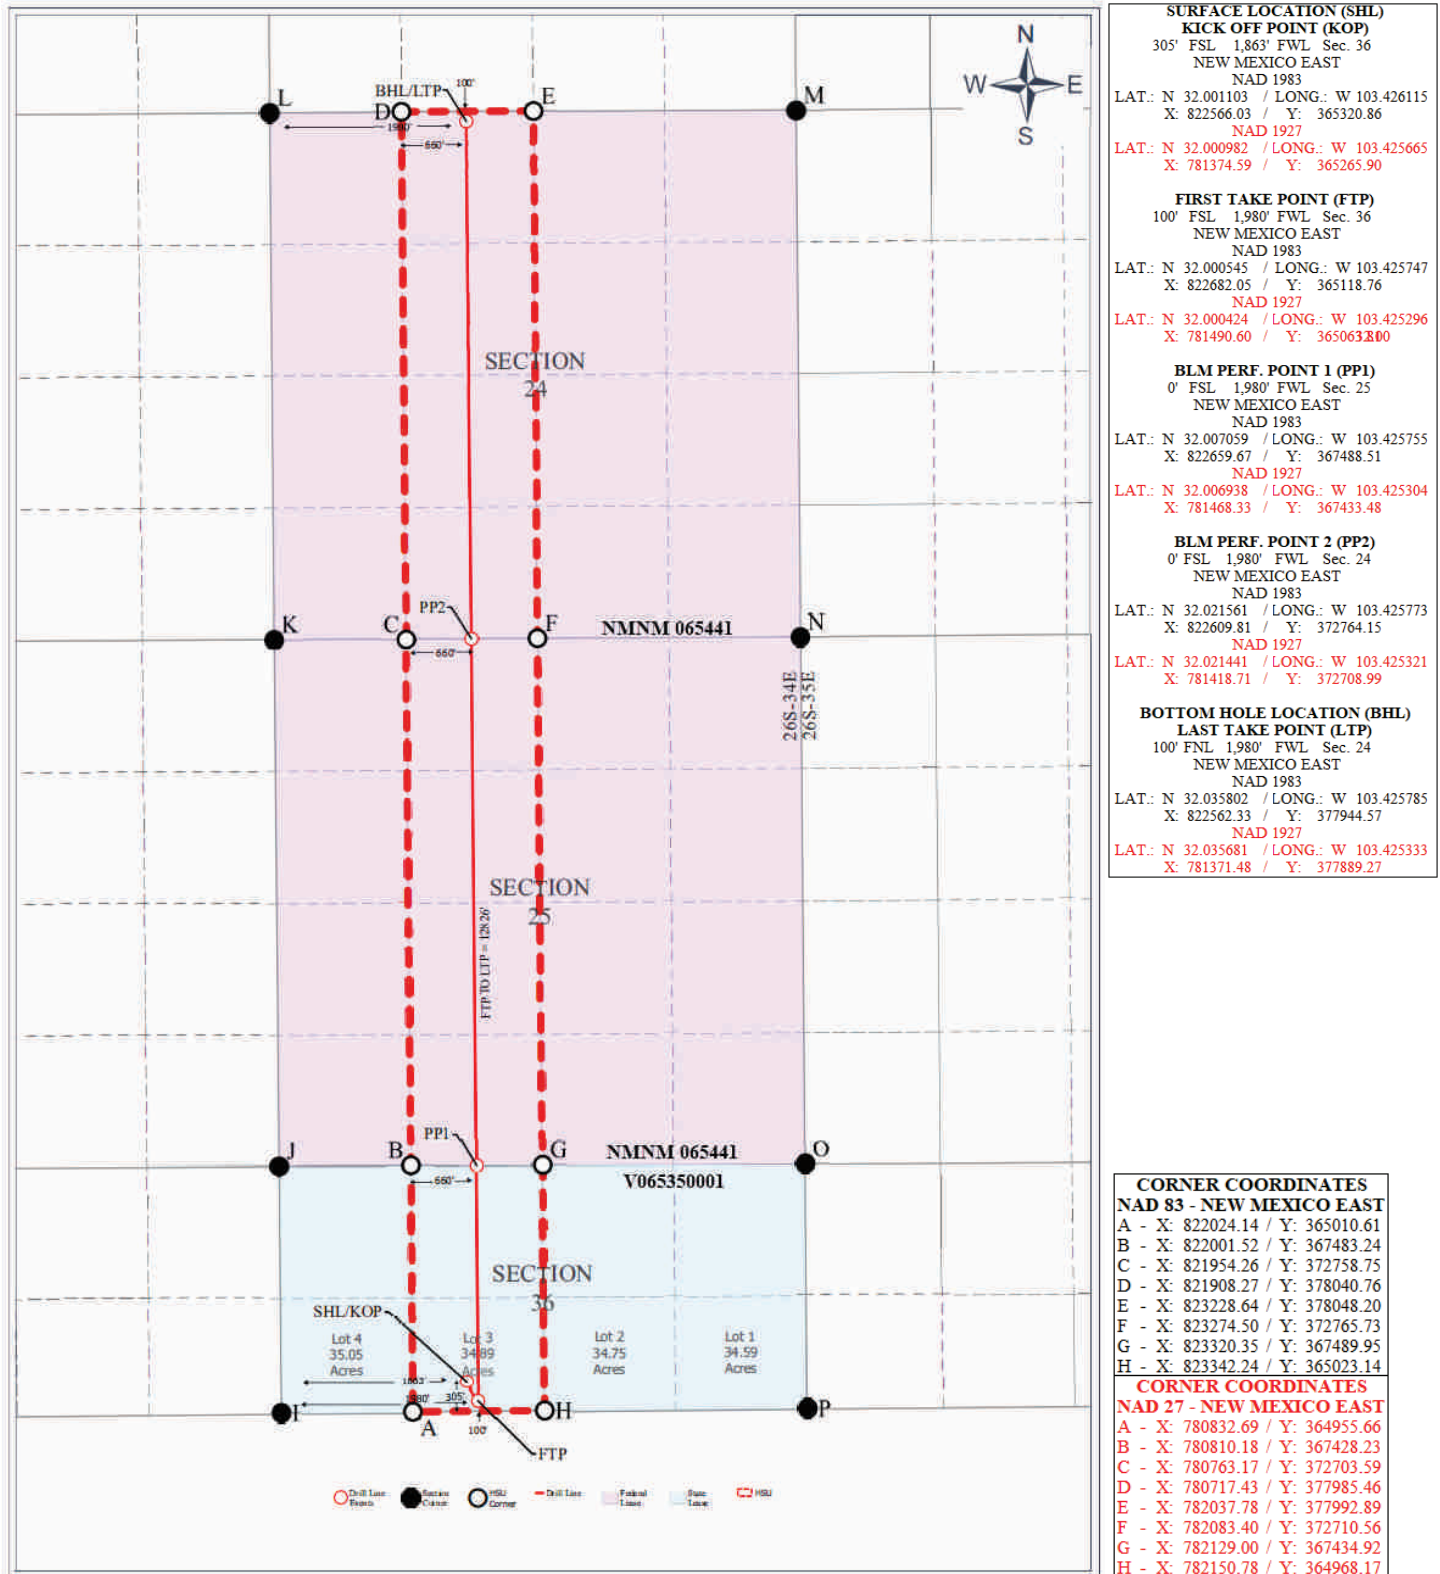 N
W E
S
L
D
BHL/LTP
100'
E
M
1980'
660'
SECTION
24
K
C
PP2
660'
F
NMNM 065441
N
26S-34E
26S-35E
SECTION
25
FTP TO LTP = 12826'
J
B
PP1
660'
G
NMNM 065441
V065350001
O
SECTION
36
SHL/KOP
Lot 4
35.05
Acres
Lot 3
34.89
Acres
Lot 2
34.75
Acres
Lot 1
34.59
Acres
1863'
1980'
305'
I
A
100'
H
P
FTP
Drill Line Events
Section Corner
HSU Corner
Drill Line
Federal Lease
State Lease
HSU
SURFACE LOCATION (SHL)
KICK OFF POINT (KOP)
305' FSL 1,863' FWL Sec. 36
NEW MEXICO EAST
NAD 1983
LAT.: N 32.001103 / LONG.: W 103.426115
X: 822566.03 / Y: 365320.86
NAD 1927
LAT.: N 32.000982 / LONG.: W 103.425665
X: 781374.59 / Y: 365265.90
FIRST TAKE POINT (FTP)
100' FSL 1,980' FWL Sec. 36
NEW MEXICO EAST
NAD 1983
LAT.: N 32.000545 / LONG.: W 103.425747
X: 822682.05 / Y: 365118.76
NAD 1927
LAT.: N 32.000424 / LONG.: W 103.425296
X: 781490.60 / Y:
BLM PERF. POINT 1 (PP1)
0' FSL 1,980' FWL Sec. 25
NEW MEXICO EAST
NAD 1983
LAT.: N 32.007059 / LONG.: W 103.425755
X: 822659.67 / Y: 367488.51
NAD 1927
LAT.: N 32.006938 / LONG.: W 103.425304
X: 781468.33 / Y: 367433.48
BLM PERF. POINT 2 (PP2)
0' FSL 1,980' FWL Sec. 24
NEW MEXICO EAST
NAD 1983
LAT.: N 32.021561 / LONG.: W 103.425773
X: 822609.81 / Y: 372764.15
NAD 1927
LAT.: N 32.021441 / LONG.: W 103.425321
X: 781418.71 / Y: 372708.99
BOTTOM HOLE LOCATION (BHL)
LAST TAKE POINT (LTP)
100' FNL 1,980' FWL Sec. 24
NEW MEXICO EAST
NAD 1983
LAT.: N 32.035802 / LONG.: W 103.425785
X: 822562.33 / Y: 377944.57
NAD 1927
LAT.: N 32.035681 / LONG.: W 103.425333
X: 781371.48 / Y: 377889.27
CORNER COORDINATES
NAD 83 - NEW MEXICO EAST
A - X: 822024.14 / Y: 365010.61
B - X: 822001.52 / Y: 367483.24
C - X: 821954.26 / Y: 372758.75
D - X: 821908.27 / Y: 378040.76
E - X: 823228.64 / Y: 378048.20
F - X: 823274.50 / Y: 372765.73
G - X: 823320.35 / Y: 367489.95
H - X: 823342.24 / Y: 365023.14
CORNER COORDINATES
NAD 27 - NEW MEXICO EAST
A - X: 780832.69 / Y: 364955.66
B - X: 780810.18 / Y: 367428.23
C - X: 780763.17 / Y: 372703.59
D - X: 780717.43 / Y: 377985.46
E - X: 782037.78 / Y: 377992.89
F - X: 782083.40 / Y: 372710.56
G - X: 782129.00 / Y: 367434.92
H - X: 782150.78 / Y: 364968.17